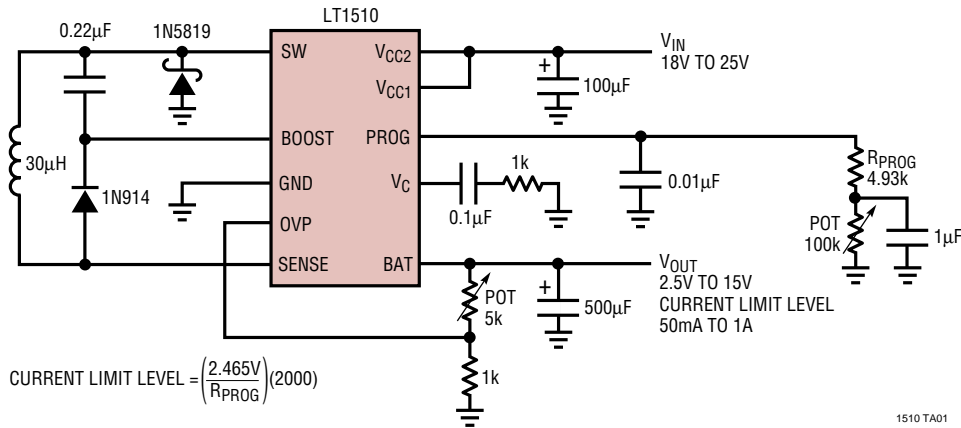 LT1510
0.22µF
1N5819
SW
VCC2
VIN
18V TO 25V
VCC1
+
100µF
BOOST
PROG
30µH
1N914
GND
VC
1k
0.1µF
0.01µF
RPROG
4.93k
POT
100k
1µF
OVP
SENSE
BAT
VOUT
2.5V TO 15V
CURRENT LIMIT LEVEL
50mA TO 1A
POT
5k
+
500µF
1k
CURRENT LIMIT LEVEL = (2.465V / RPROG)(2000)
1510 TA01